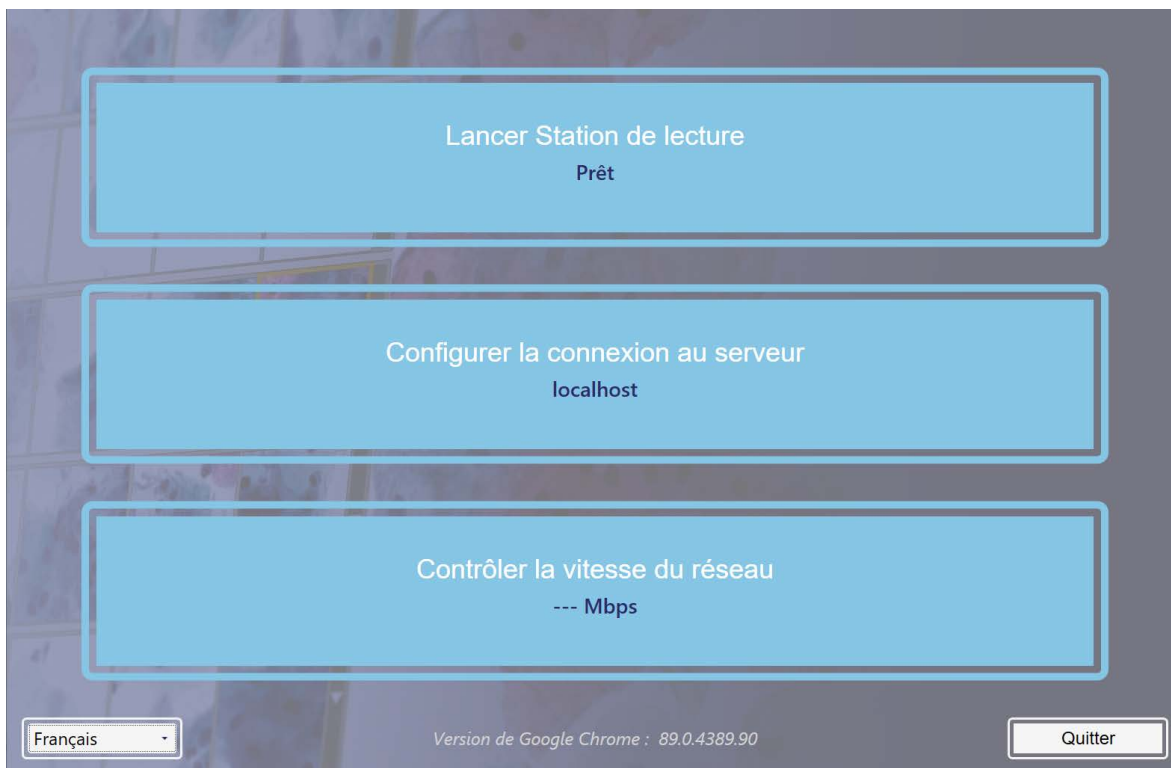 Lancer Station de lecture
Prêt
Configurer la connexion au serveur
localhost
Contrôler la vitesse du réseau
--- Mbps
Français
Version de Google Chrome : 89.0.4389.90
Quitter